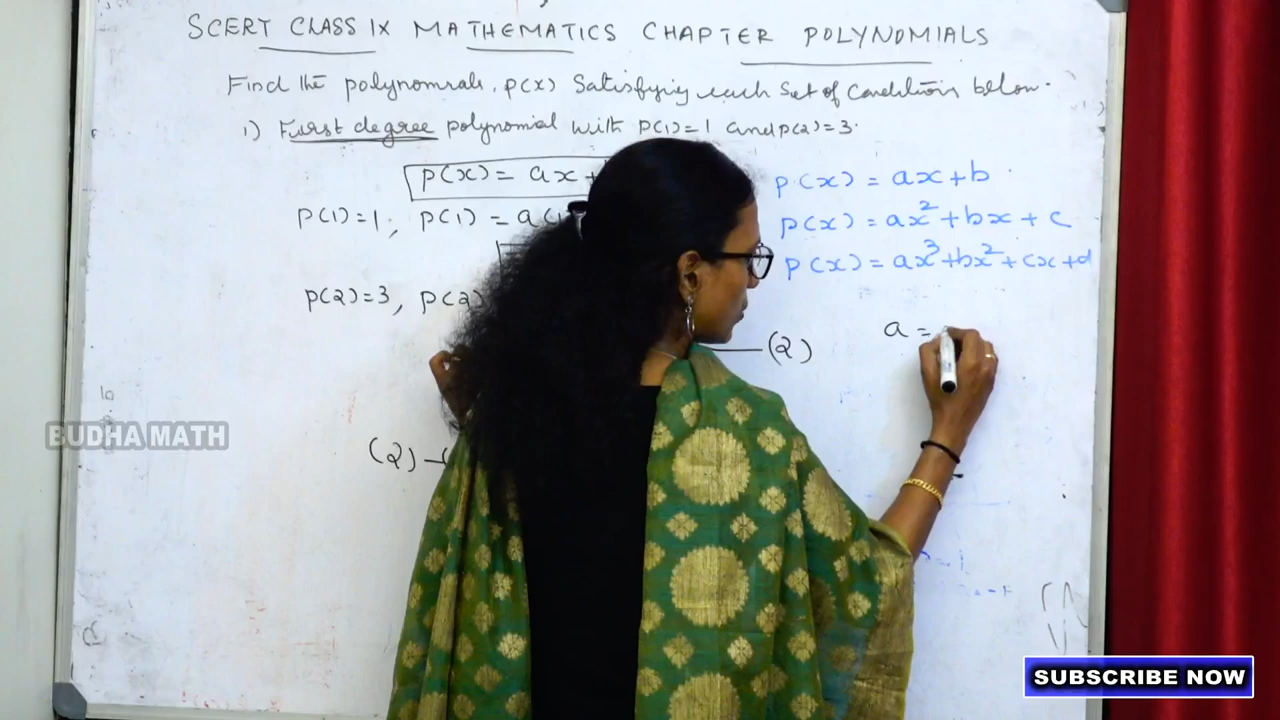 SCERT CLASS IX MATHEMATICS CHAPTER POLYNOMIALS
Find the polynomials, p(x) Satisfying each Set of Conditions below.
1) First degree polynomial with p(1)=1 and p(2)=3.
p(x) = ax+
p(1)=1, p(1) = a(1
p(2)=3, p(2)
(2)
(2) –
p(x) = ax+b
p(x) = ax²+bx+c
p(x) = ax³+bx²+cx+d
a =
BUDHA MATH
SUBSCRIBE NOW